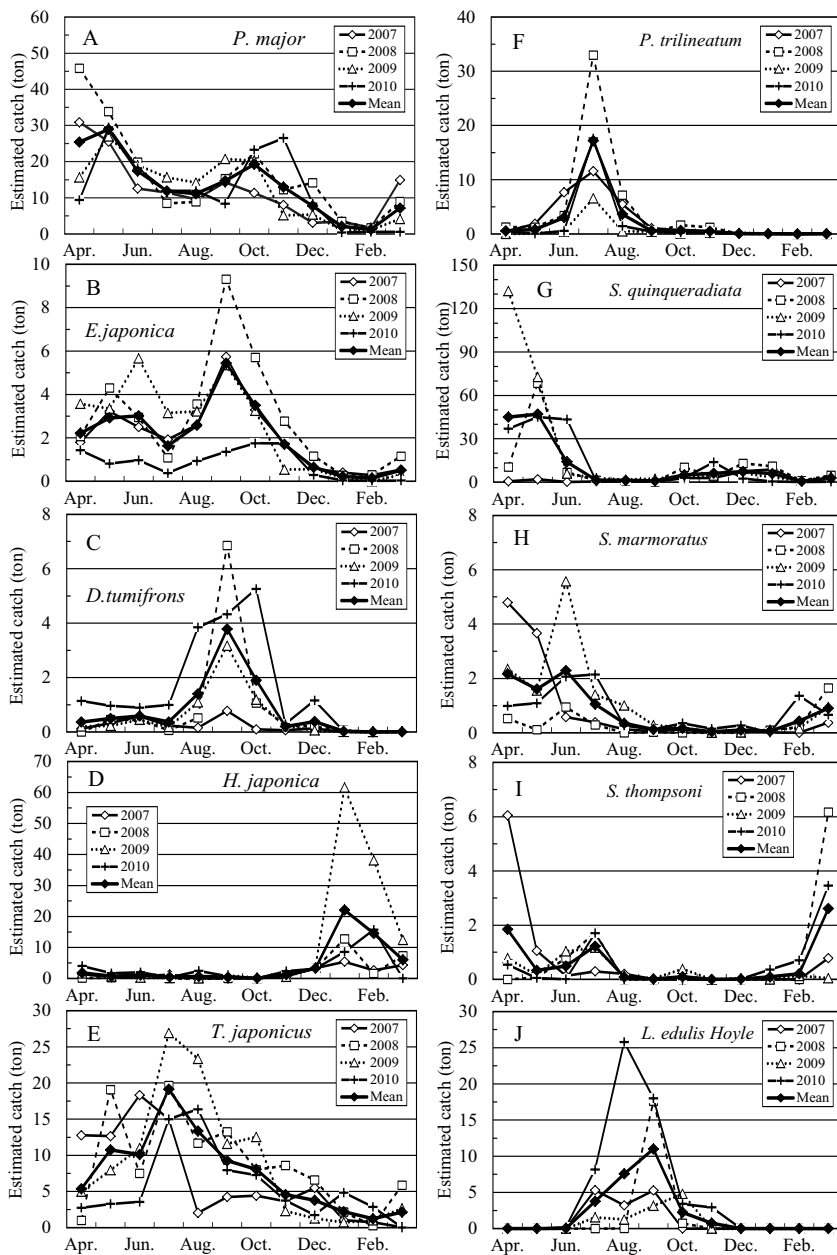 A
P. major
2007
2008
2009
2010
Mean
Estimated catch (ton)
60
50
40
30
20
10
0
Apr. Jun. Aug. Oct. Dec. Feb.
B
E.japonica
2007
2008
2009
2010
Mean
Estimated catch (ton)
10
8
6
4
2
0
Apr. Jun. Aug. Oct. Dec. Feb.
C
D.tumifrons
2007
2008
2009
2010
Mean
Estimated catch (ton)
8
6
4
2
0
Apr. Jun. Aug. Oct. Dec. Feb.
D
H. japonica
2007
2008
2009
2010
Mean
Estimated catch (ton)
70
60
50
40
30
20
10
0
Apr. Jun. Aug. Oct. Dec. Feb.
E
T. japonicus
2007
2008
2009
2010
Mean
Estimated catch (ton)
30
25
20
15
10
5
0
Apr. Jun. Aug. Oct. Dec. Feb.
F
P. trilineatum
2007
2008
2009
2010
Mean
Estimated catch (ton)
40
30
20
10
0
Apr. Jun. Aug. Oct. Dec. Feb.
G
S. quinqueradiata
2007
2008
2009
2010
Mean
Estimated catch (ton)
150
120
90
60
30
0
Apr. Jun. Aug. Oct. Dec. Feb.
H
S. marmoratus
2007
2008
2009
2010
Mean
Estimated catch (ton)
8
6
4
2
0
Apr. Jun. Aug. Oct. Dec. Feb.
I
S. thompsoni
2007
2008
2009
2010
Mean
Estimated catch (ton)
8
6
4
2
0
Apr. Jun. Aug. Oct. Dec. Feb.
J
L. edulis Hoyle
2007
2008
2009
2010
Mean
Estimated catch (ton)
30
25
20
15
10
5
0
Apr. Jun. Aug. Oct. Dec. Feb.